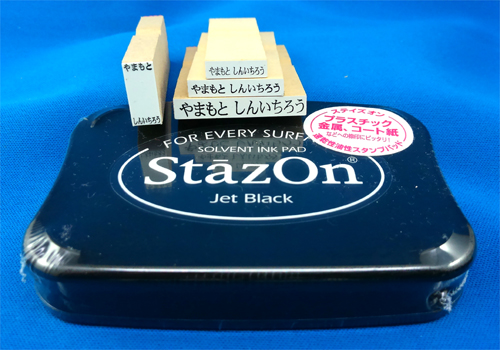 やまもと
しんいちろう
やまもと しんいちろう
やまもと しんいちろう
やまもと しんいちろう
FOR EVERY SURF
SOLVENT INK PAD
StāzOn®
Jet Black
ステイズオン
プラスチック
金属、コート紙
などへの捺印にピッタリ!
速乾性油性スタンプパッド